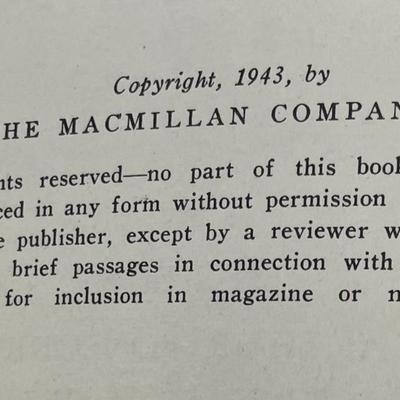 Copyright, 1943, by
HE MACMILLAN COMPAN
nts reserved—no part of this book
ced in any form without permission
e publisher, except by a reviewer w
brief passages in connection with
for inclusion in magazine or n